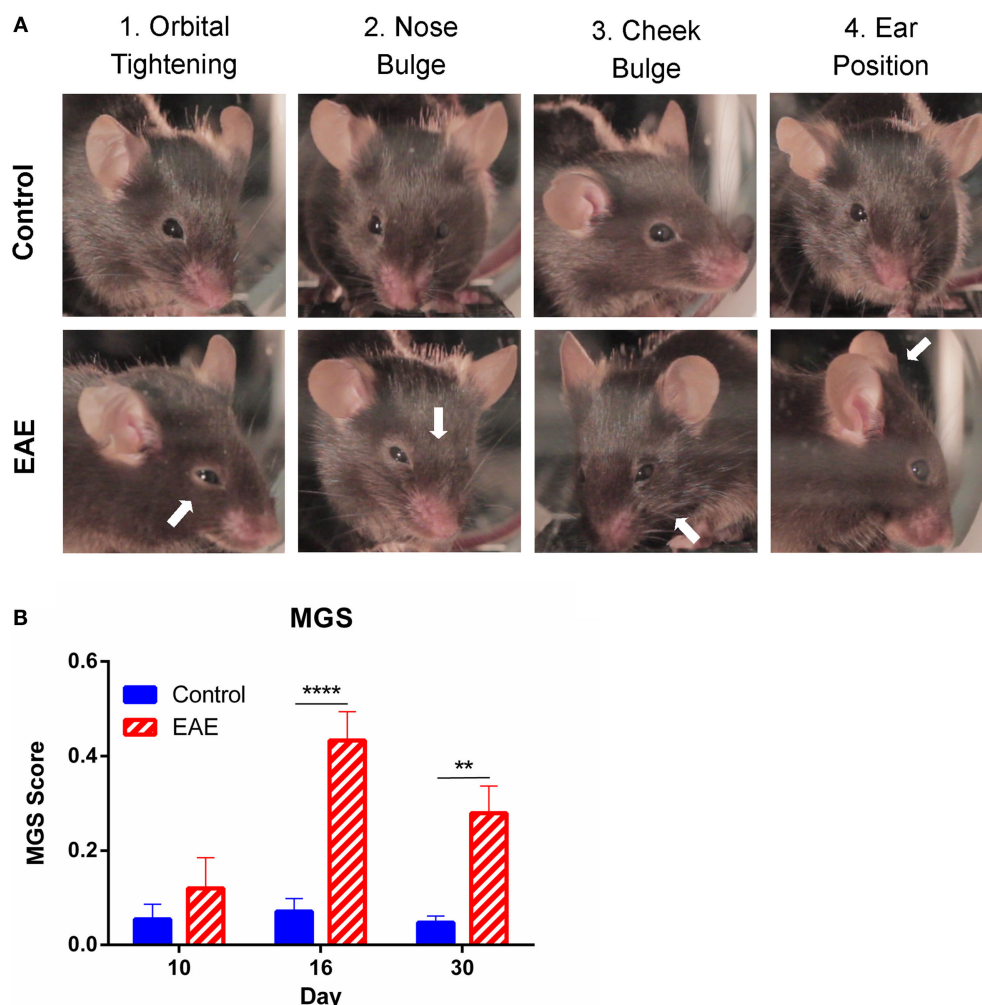 A
1. Orbital Tightening
2. Nose Bulge
3. Cheek Bulge
4. Ear Position
Control
EAE
B
MGS
0.6
0.4
0.2
0.0
MGS Score
Control
EAE
****
**
10 16 30
Day